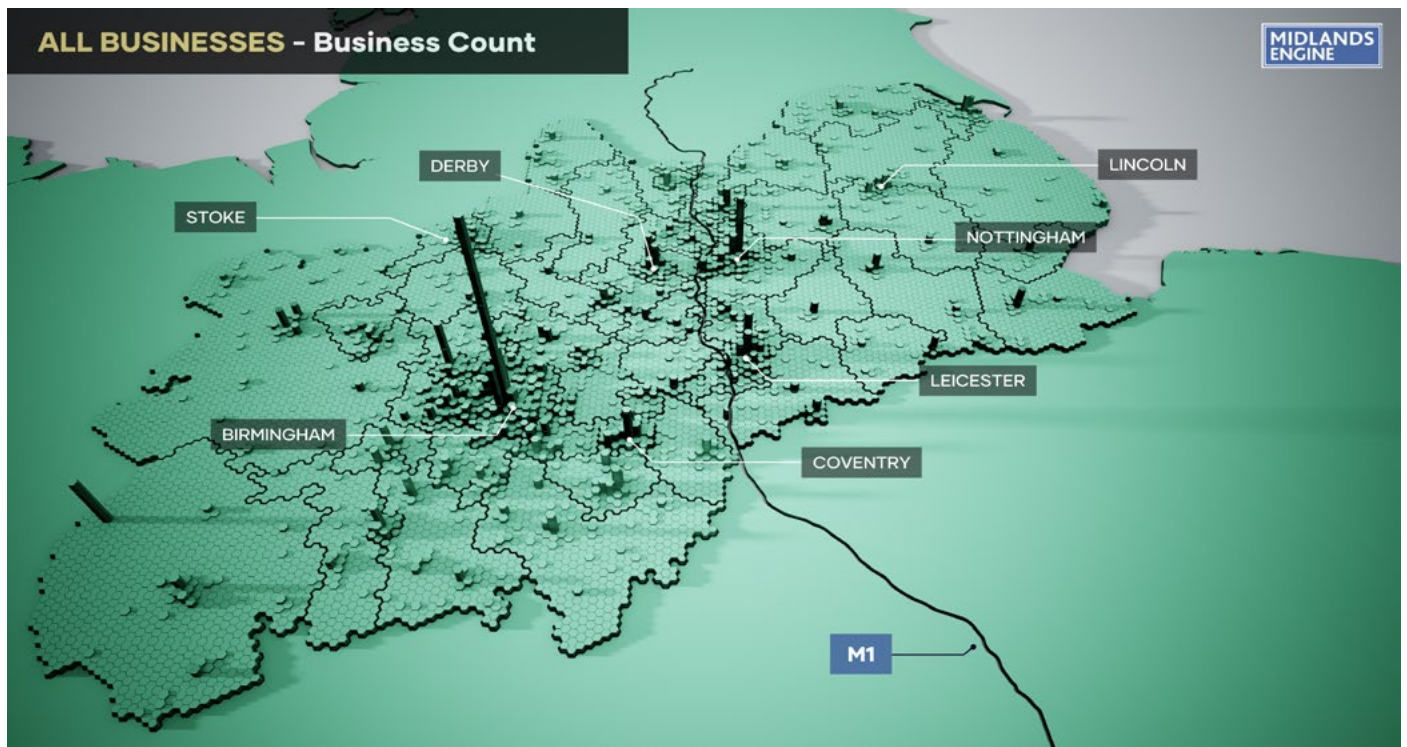 ALL BUSINESSES - Business Count
MIDLANDS
ENGINE
DERBY
LINCOLN
STOKE
NOTTINGHAM
LEICESTER
BIRMINGHAM
COVENTRY
M1